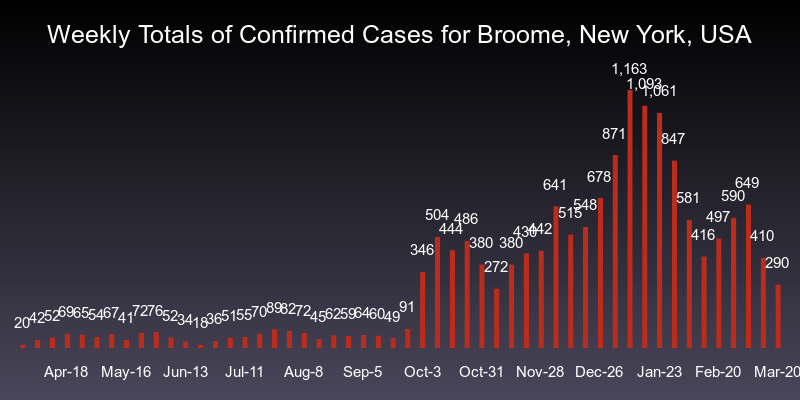 Weekly Totals of Confirmed Cases for Broome, New York, USA
20 42 52 69 65 54 67 41 72 76 52 34 18 36 51 55 70 89 82 72 45 62 59 64 60 49 91 346 504 444 486 380 272 380 430 442 641 515 548 678 871 1,163 1,093 1,061 847 581 416 497 590 649 410 290
Apr-18 May-16 Jun-13 Jul-11 Aug-8 Sep-5 Oct-3 Oct-31 Nov-28 Dec-26 Jan-23 Feb-20 Mar-20